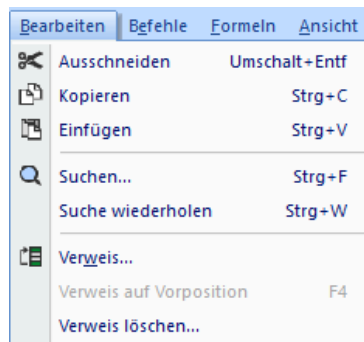 Bearbeiten Befehle Formeln Ansicht
Ausschneiden Umschalt+Entf
Kopieren Strg+C
Einfügen Strg+V
Suchen... Strg+F
Suche wiederholen Strg+W
Verweis...
Verweis auf Vorposition F4
Verweis löschen...